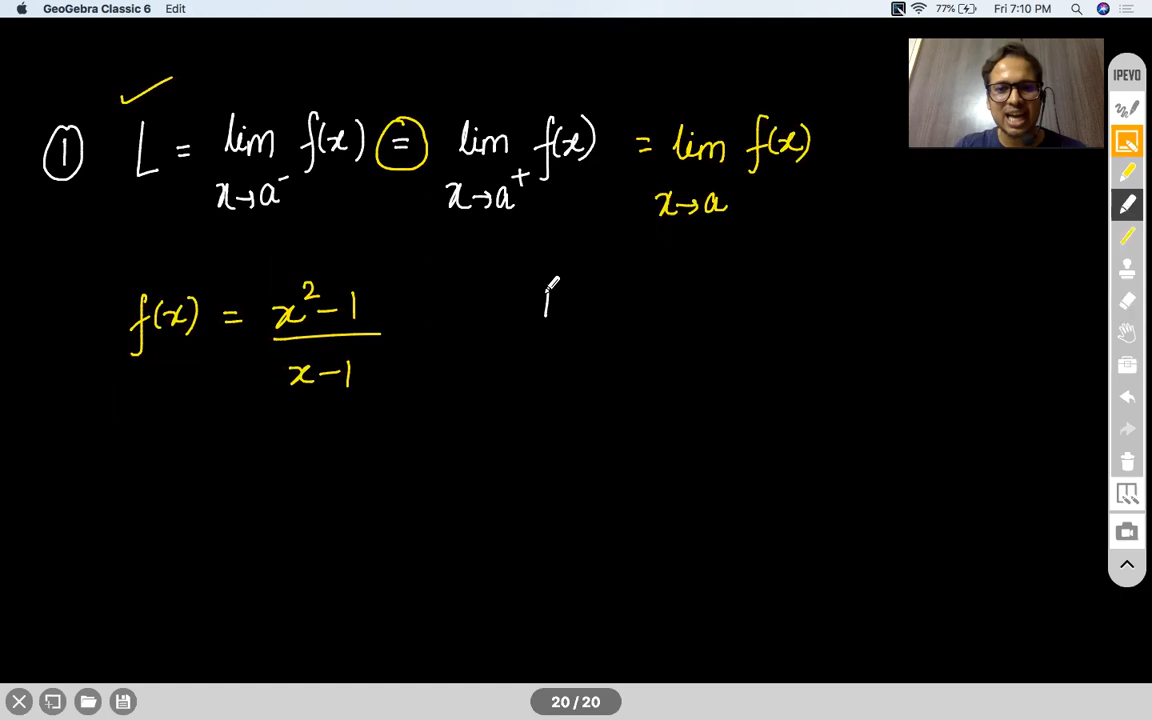 GeoGebra Classic 6 Edit 77% Fri 7:10 PM
IPEVO
① L = lim f(x) = lim f(x) = lim f(x)
x→a⁻ x→a⁺ x→a
f(x) = x² – 1
x – 1
20 / 20